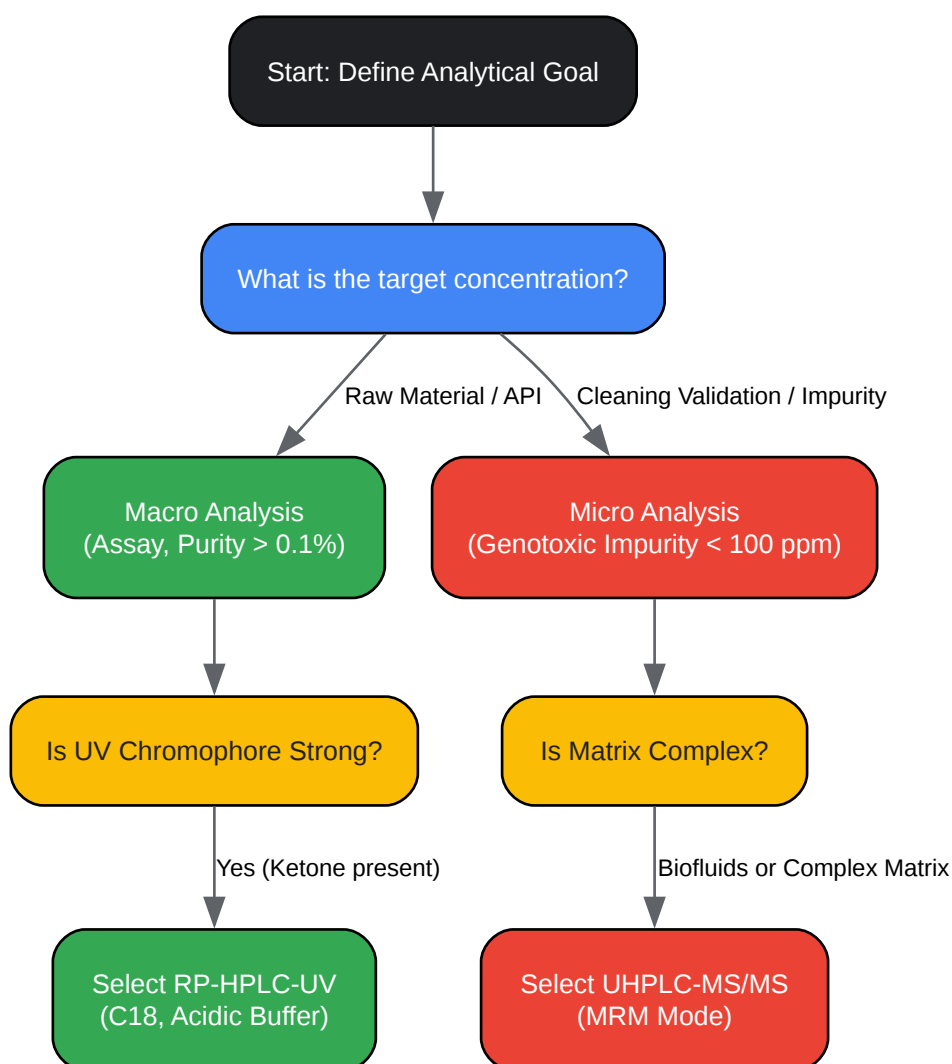 Start: Define Analytical Goal
What is the target concentration?
Raw Material / API
Cleaning Validation / Impurity
Macro Analysis
(Assay, Purity > 0.1%)
Micro Analysis
(Genotoxic Impurity < 100 ppm)
Is UV Chromophore Strong?
Is Matrix Complex?
Yes (Ketone present)
Biofluids or Complex Matrix
Select RP-HPLC-UV
(C18, Acidic Buffer)
Select UHPLC-MS/MS
(MRM Mode)